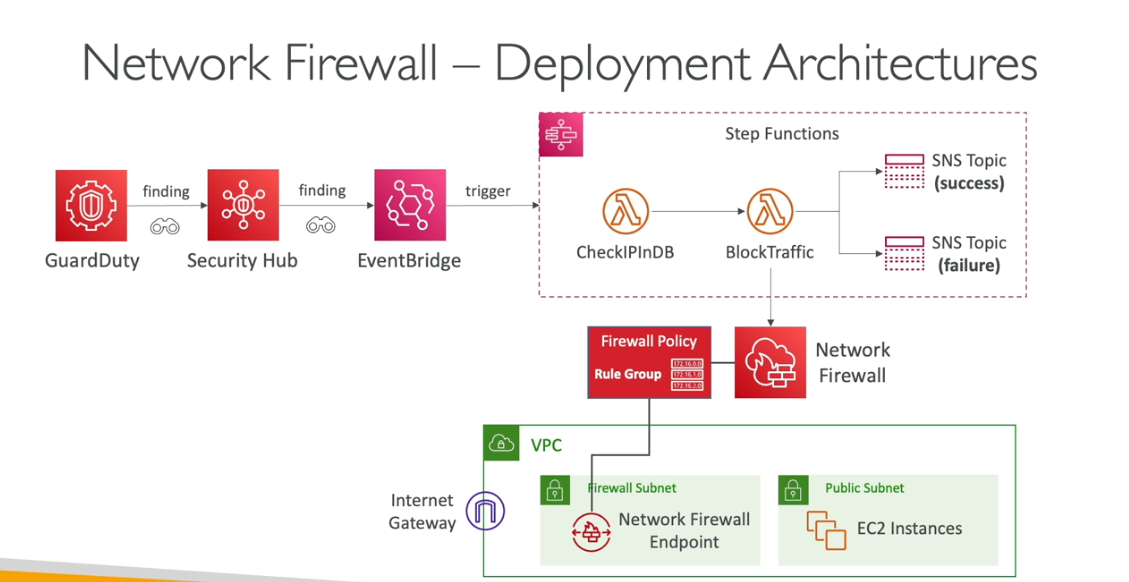 Network Firewall – Deployment Architectures
Step Functions
finding
finding
trigger
GuardDuty
Security Hub
EventBridge
CheckIPInDB
BlockTraffic
SNS Topic
(success)
SNS Topic
(failure)
Firewall Policy
Rule Group
172.16.0.0
172.16.1.0
172.16.2.0
Network
Firewall
VPC
Internet
Gateway
Firewall Subnet
Network Firewall
Endpoint
Public Subnet
EC2 Instances